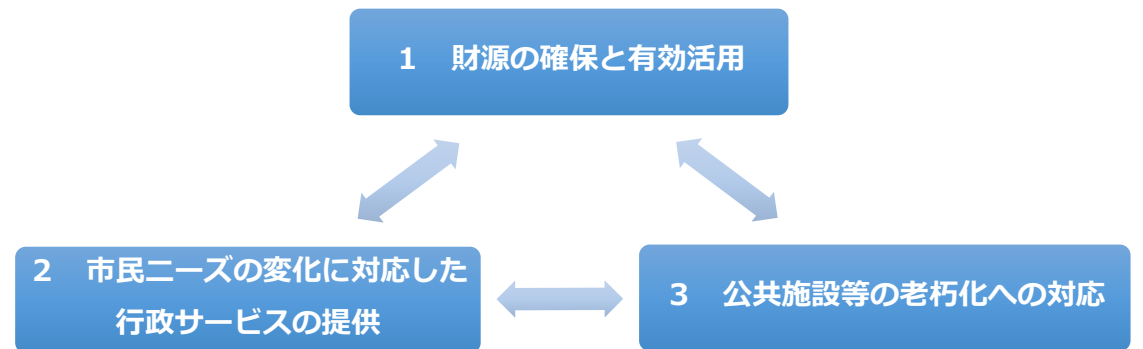 1　財源の確保と有効活用
2　市民ニーズの変化に対応した
行政サービスの提供
3　公共施設等の老朽化への対応